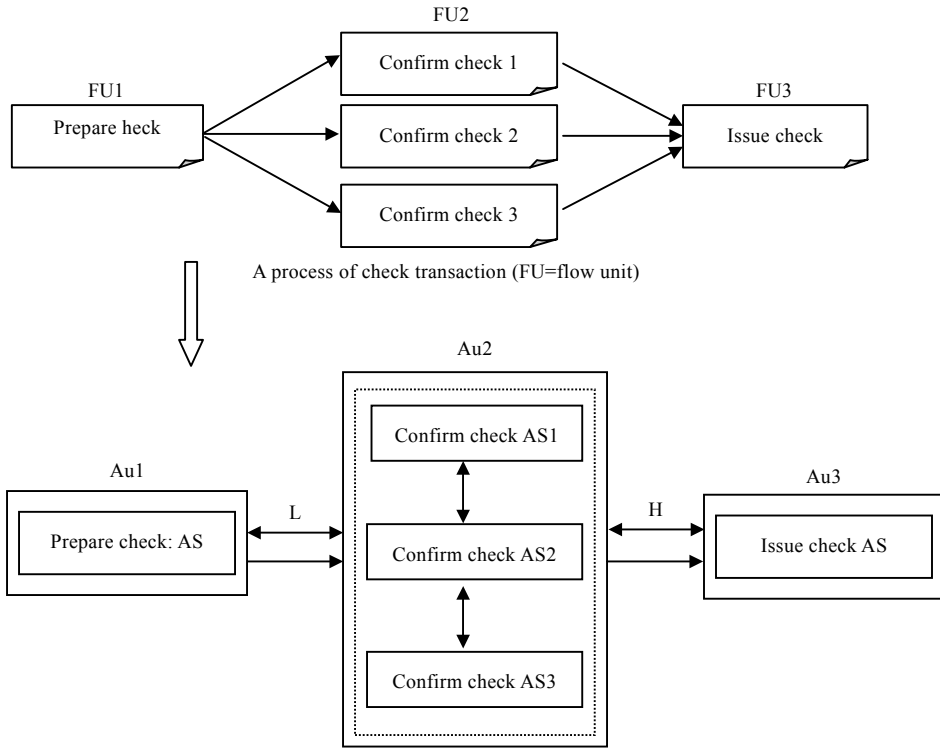 FU2
Confirm check 1
FU1
FU3
Prepare heck
Confirm check 2
Issue check
Confirm check 3
A process of check transaction (FU=flow unit)
Au2
Confirm check AS1
Au1
Au3
L
H
Prepare check: AS
Confirm check AS2
Issue check AS
Confirm check AS3